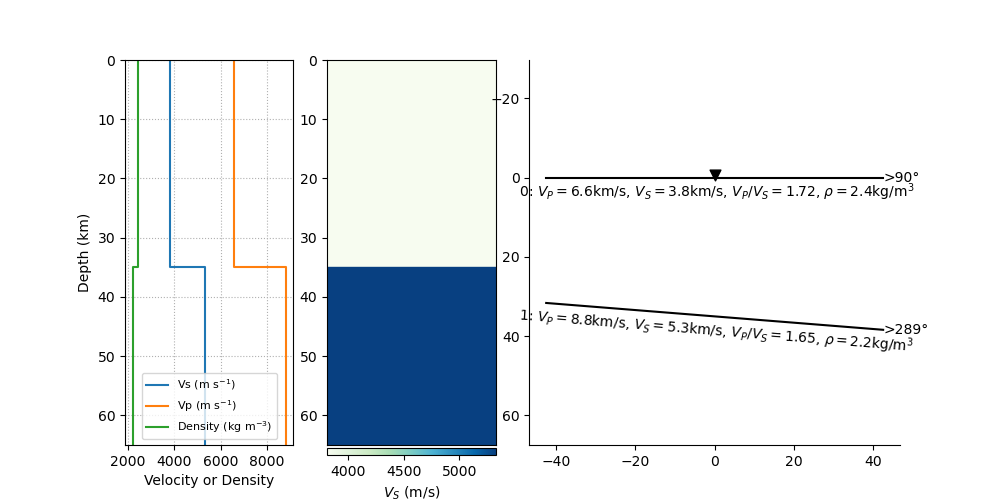 0
10
20
30
40
50
60
Depth (km)
2000 4000 6000 8000
Velocity or Density
Vs (m s⁻¹)
Vp (m s⁻¹)
Density (kg m⁻³)
0
10
20
30
40
50
60
4000 4500 5000
V_S (m/s)
−20
0
20
40
60
−40 −20 0 20 40
>90°
0: V_P = 6.6km/s, V_S = 3.8km/s, V_P/V_S = 1.72, ρ = 2.4kg/m³
>289°
1: V_P = 8.8km/s, V_S = 5.3km/s, V_P/V_S = 1.65, ρ = 2.2kg/m³